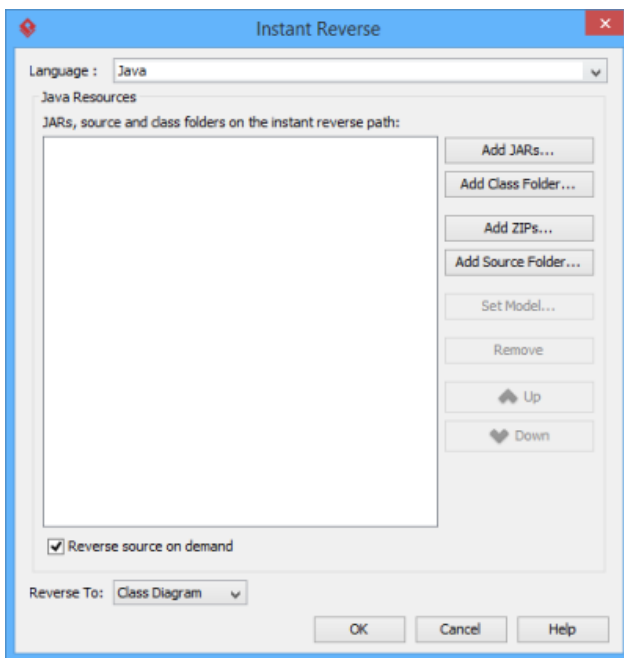 Instant Reverse
Language : Java
Java Resources
JARs, source and class folders on the instant reverse path:
Add JARs...
Add Class Folder...
Add ZIPs...
Add Source Folder...
Set Model...
Remove
Up
Down
Reverse source on demand
Reverse To: Class Diagram
OK Cancel Help